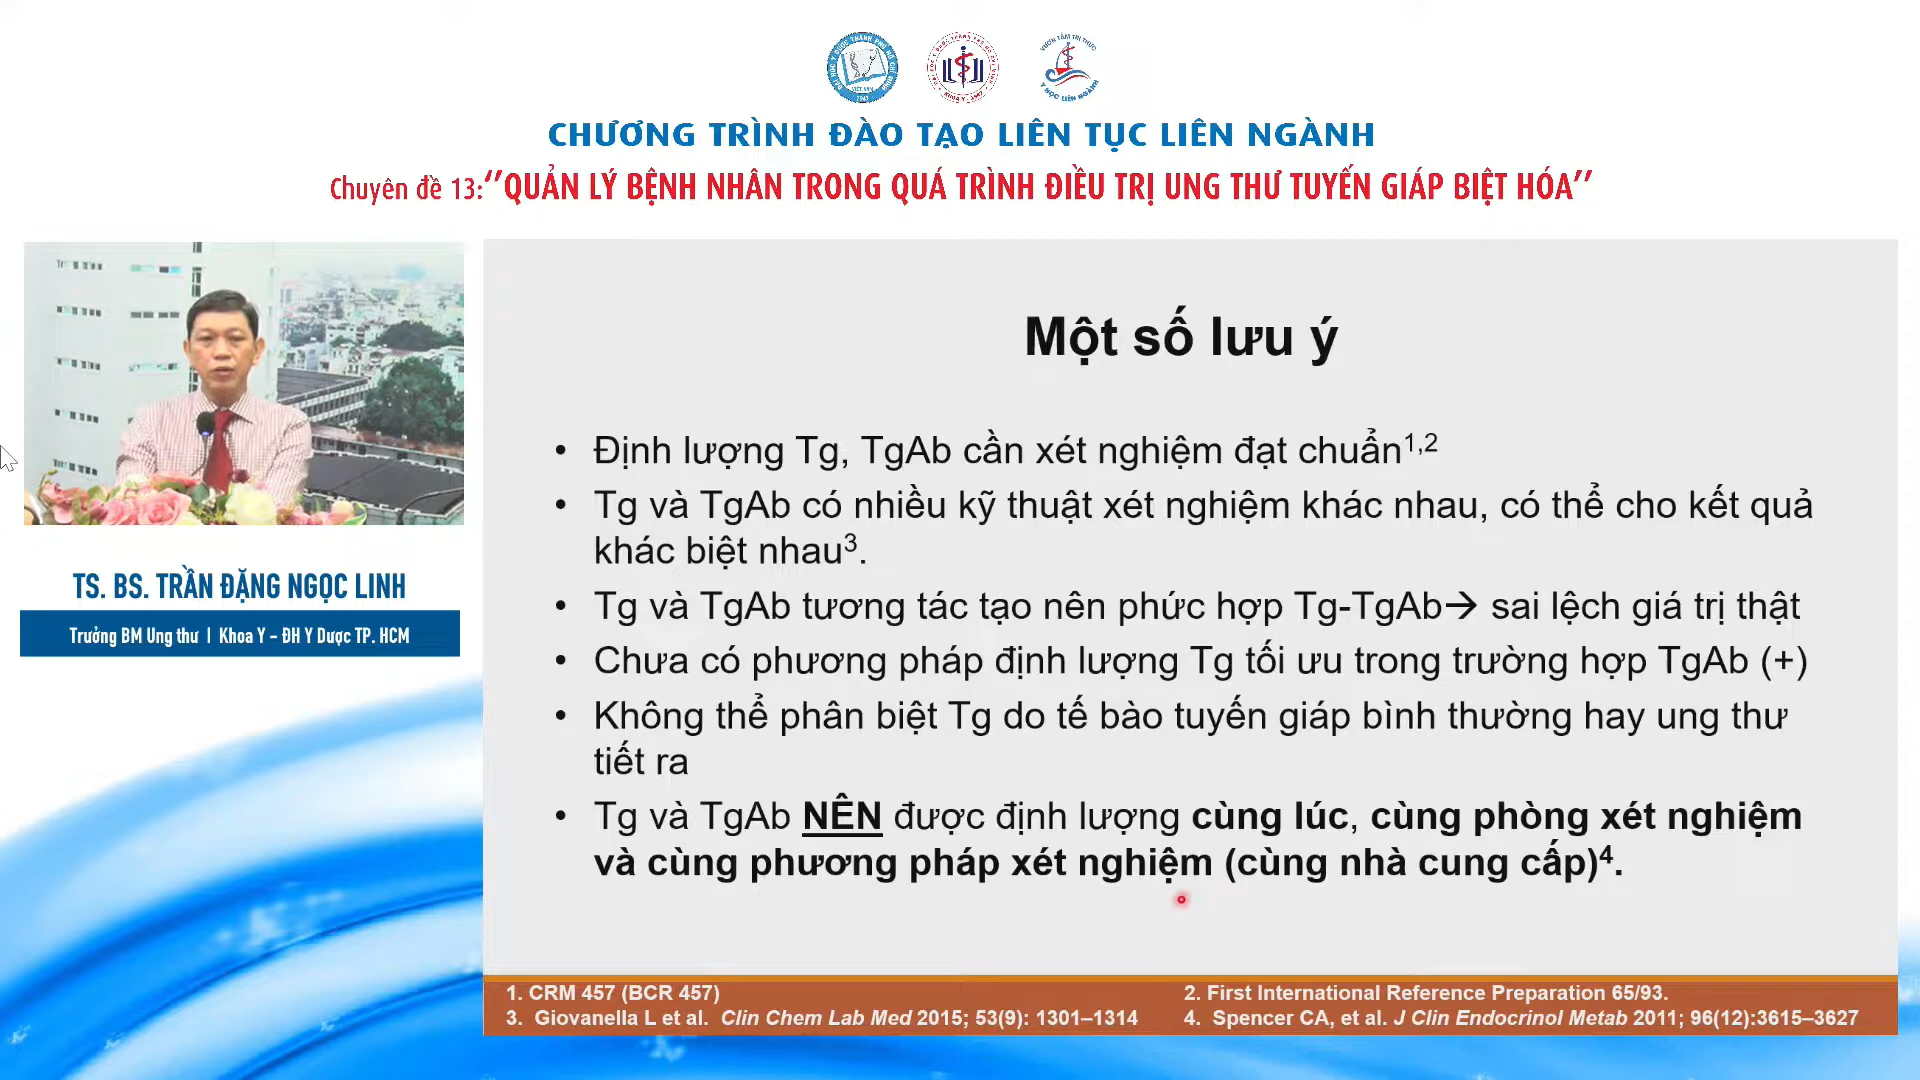 CHƯƠNG TRÌNH ĐÀO TẠO LIÊN TỤC LIÊN NGÀNH
Chuyên đề 13:‘’QUẢN LÝ BỆNH NHÂN TRONG QUÁ TRÌNH ĐIỀU TRỊ UNG THƯ TUYẾN GIÁP BIỆT HÓA’’
TS. BS. TRẦN ĐẶNG NGỌC LINH
Trưởng BM Ung thư | Khoa Y – ĐH Y Dược TP. HCM
Một số lưu ý
• Định lượng Tg, TgAb cần xét nghiệm đạt chuẩn1,2
• Tg và TgAb có nhiều kỹ thuật xét nghiệm khác nhau, có thể cho kết quả
khác biệt nhau3.
• Tg và TgAb tương tác tạo nên phức hợp Tg-TgAb→ sai lệch giá trị thật
• Chưa có phương pháp định lượng Tg tối ưu trong trường hợp TgAb (+)
• Không thể phân biệt Tg do tế bào tuyến giáp bình thường hay ung thư
tiết ra
• Tg và TgAb NÊN được định lượng cùng lúc, cùng phòng xét nghiệm
và cùng phương pháp xét nghiệm (cùng nhà cung cấp)4.
1. CRM 457 (BCR 457)
2. First International Reference Preparation 65/93.
3. Giovanella L et al. Clin Chem Lab Med 2015; 53(9): 1301–1314
4. Spencer CA, et al. J Clin Endocrinol Metab 2011; 96(12):3615–3627